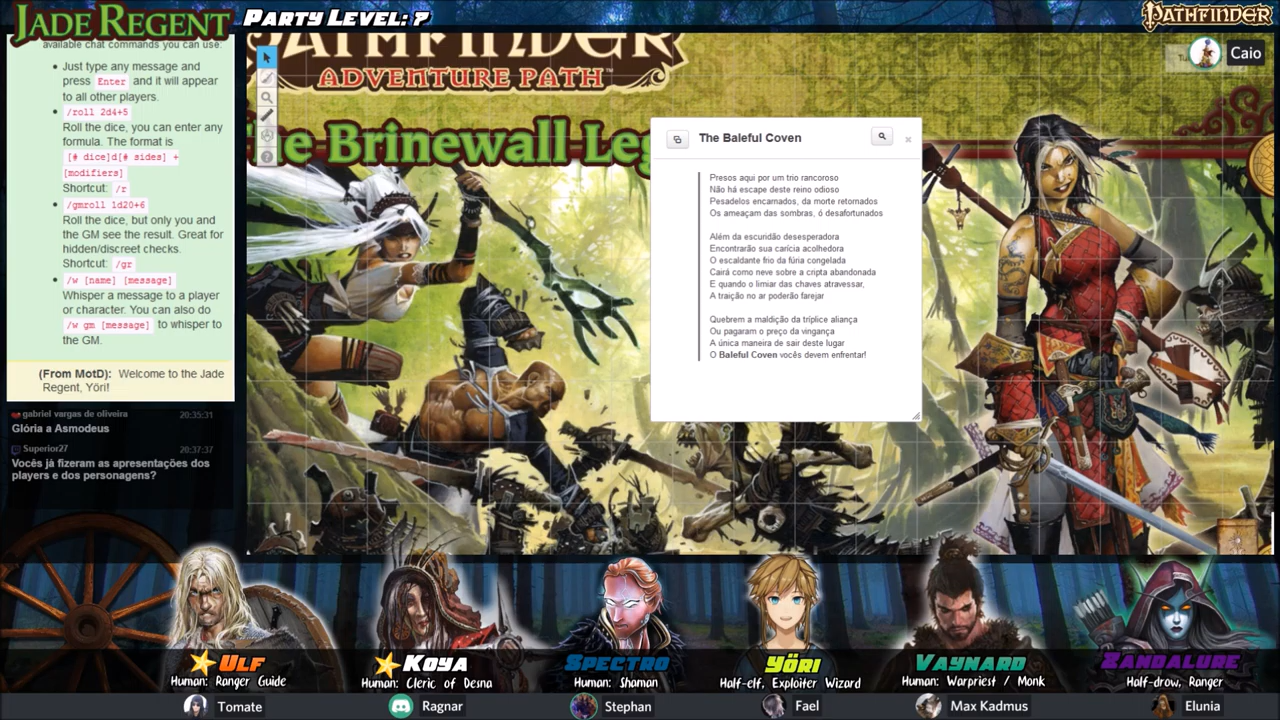 JADE REGENT
PARTY LEVEL: 7
PATHFINDER
available chat commands you can use:
Just type any message and
press Enter and it will appear
to all other players.
/roll 2d4+5
Roll the dice, you can enter any
formula. The format is
[# dice]d[# sides] +
[modifiers]
Shortcut: /r
/gmroll 1d20+6
Roll the dice, but only you and
the GM see the result. Great for
hidden/discreet checks.
Shortcut: /gr
/w [name] [message]
Whisper a message to a player
or character. You can also do
/w gm [message] to whisper to
the GM.
(From MotD): Welcome to the Jade
Regent, Yöri!
gabriel vargas de oliveira 20:35:31
Glória a Asmodeus
Superior27 20:37:37
Vocês já fizeram as apresentações dos
players e dos personagens?
PATHFINDER
ADVENTURE PATH™
The Brinewall Leg
Caio
The Baleful Coven
Presos aqui por um trio rancoroso
Não há escape deste reino odioso
Pesadelos encarnados, da morte retornados
Os ameaçam das sombras, ó desafortunados
Além da escuridão desesperadora
Encontrarão sua carícia acolhedora
O escaldante frio da fúria congelada
Cairá como neve sobre a cripta abandonada
E quando o limiar das chaves atravessar,
A traição no ar poderão farejar
Quebrem a maldição da tríplice aliança
Ou pagaram o preço da vingança
A única maneira de sair deste lugar
O Baleful Coven vocês devem enfrentar!
ULF
Human: Ranger Guide
Tomate
KOYA
Human: Cleric of Desna
Ragnar
SPECTRO
Human: Shaman
Stephan
YÖRI
Half-elf, Exploiter Wizard
Fael
VAYNARD
Human: Warpriest / Monk
Max Kadmus
ZANDALURE
Half-drow, Ranger
Elunia